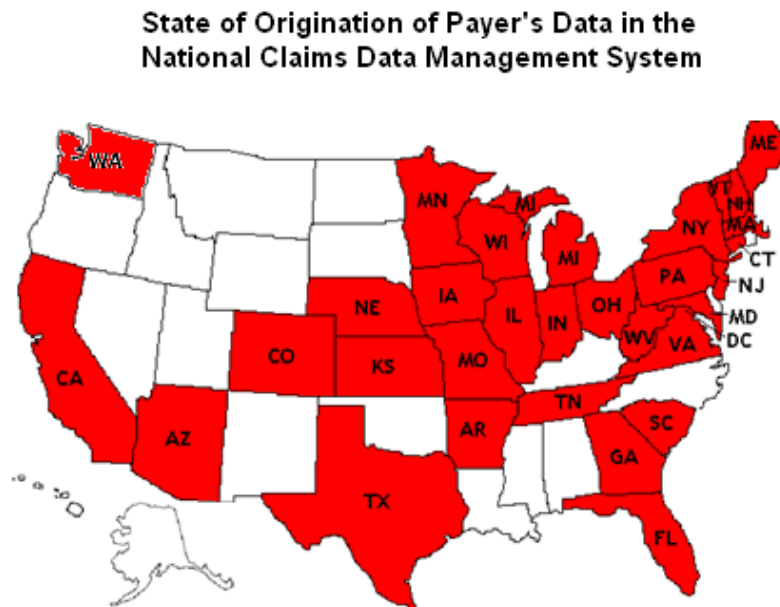 State of Origination of Payer's Data in the
National Claims Data Management System
WA
ME
MN
VT
NH
MI
MA
NY
WI
CT
MI
PA
NJ
IA
NE
OH
IL
IN
MD
DC
WV
VA
CO
KS
MO
CA
TN
AZ
AR
SC
GA
TX
FL